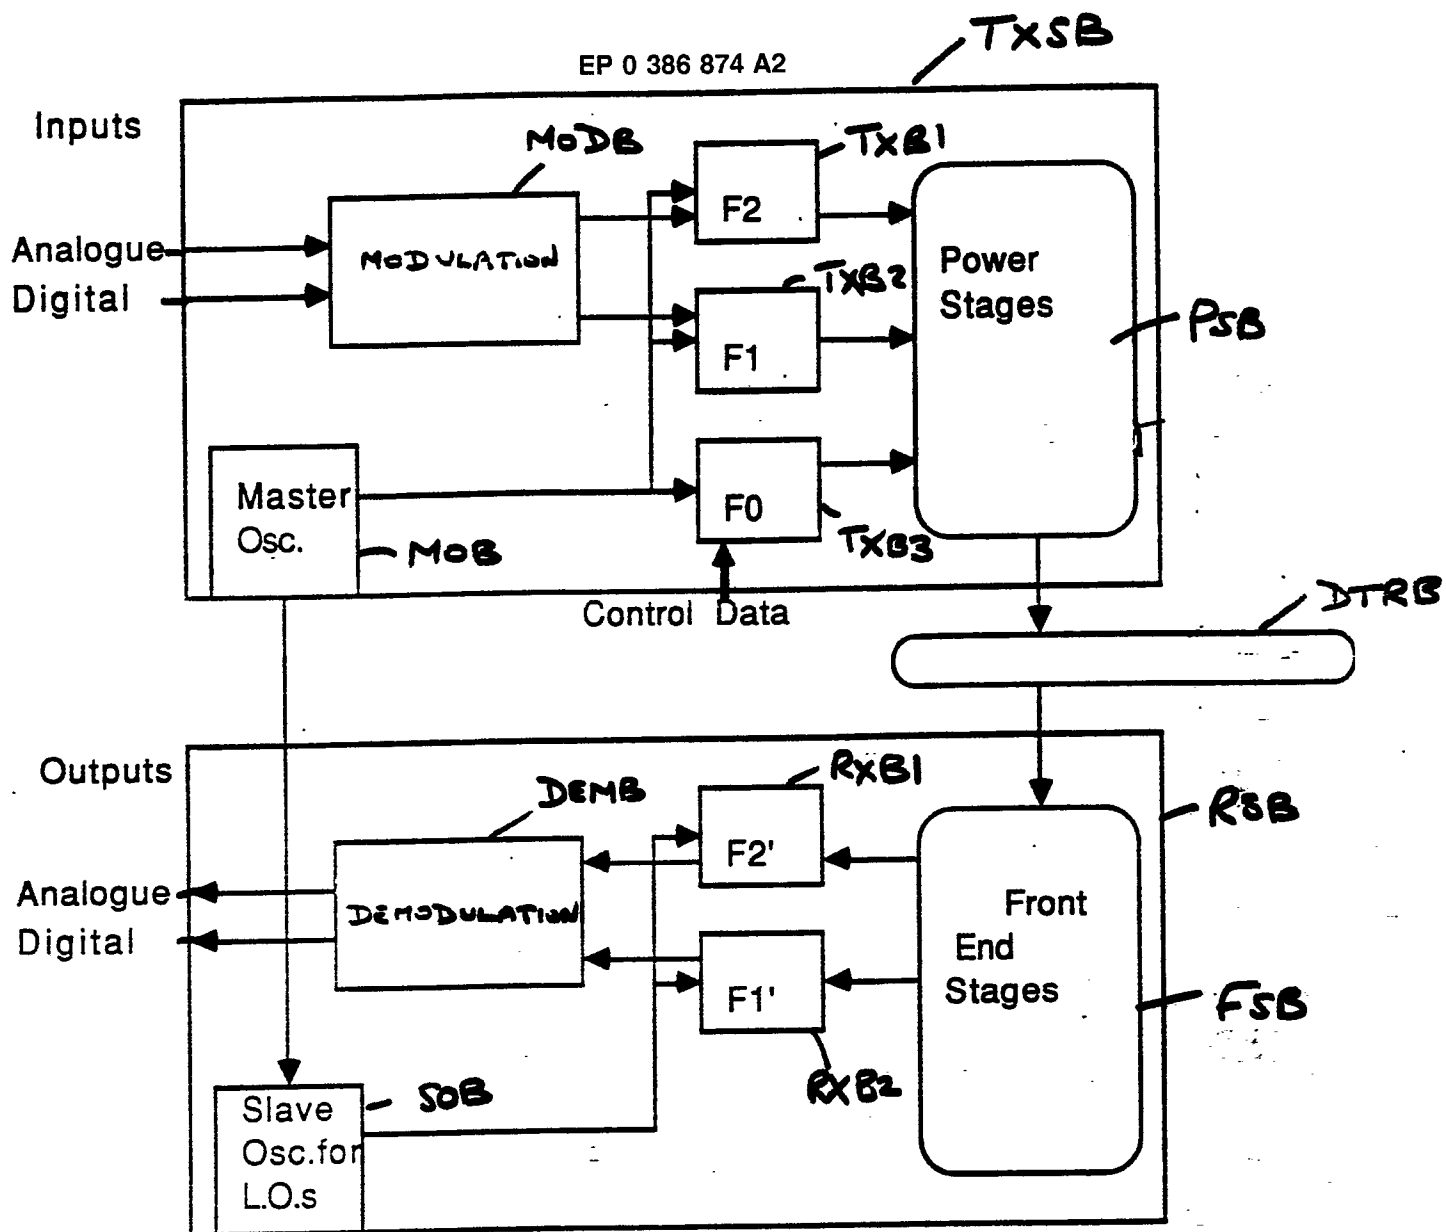 EP 0 386 874 A2
TXSB
Inputs
MODB
TXB1
F2
Analogue
Digital
MODULATION
TXB2
F1
Power
Stages
PSB
Master
Osc.
MOB
F0
TXB3
Control Data
DTRB
Outputs
DEMB
RXB1
F2'
RSB
Analogue
Digital
DEMODULATION
Front
End
Stages
F1'
FSB
RXB2
SOB
Slave
Osc.for
L.O.s